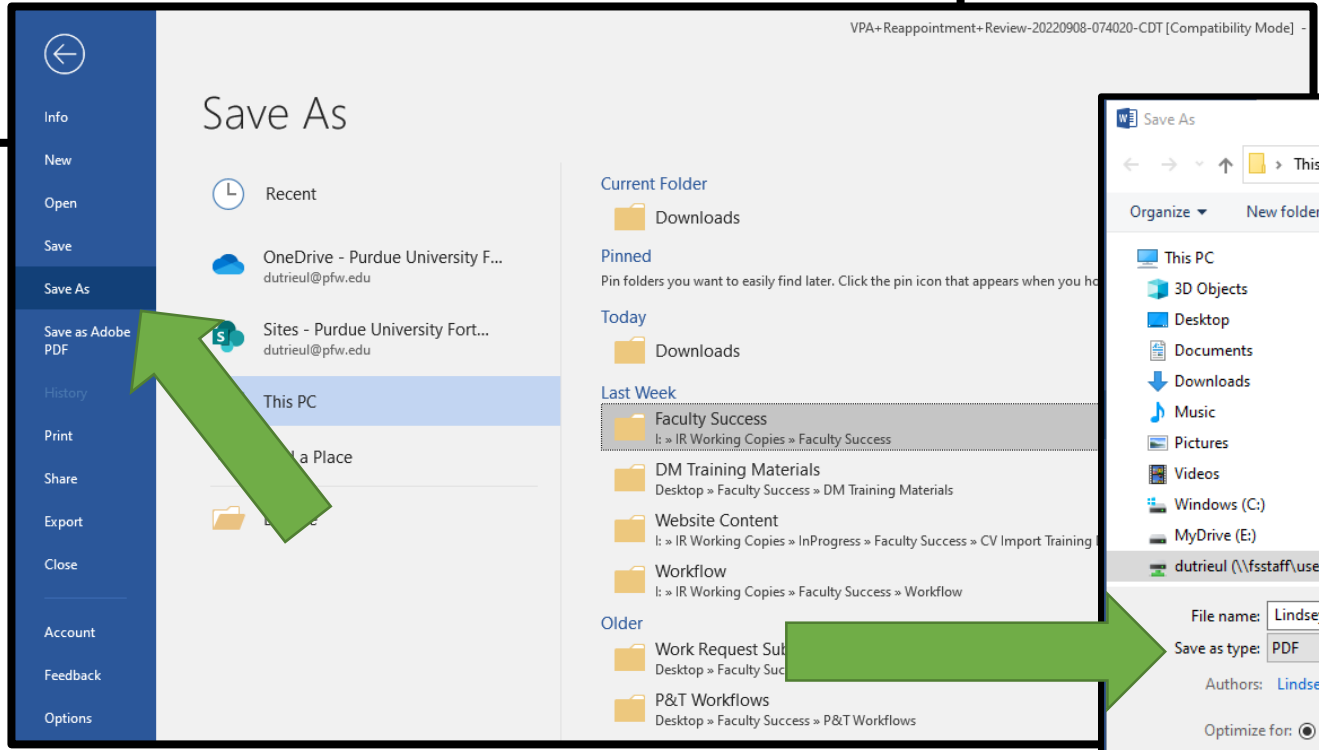 VPA+Reappointment+Review-20220908-074020-CDT [Compatibility Mode] -
Info
New
Open
Save
Save As
Save as Adobe
PDF
History
Print
Share
Export
Close
Account
Feedback
Options
Save As
Recent
OneDrive - Purdue University F...
dutrieul@pfw.edu
Sites - Purdue University Fort...
dutrieul@pfw.edu
This PC
a Place
Current Folder
Downloads
Pinned
Pin folders you want to easily find later. Click the pin icon that appears when you
Today
Downloads
Last Week
Faculty Success
I: » IR Working Copies » Faculty Success
DM Training Materials
Desktop » Faculty Success » DM Training Materials
Website Content
I: » IR Working Copies » InProgress » Faculty Success » CV Import Training
Workflow
I: » IR Working Copies » Faculty Success » Workflow
Older
Work Request
Desktop » Faculty
P&T Workflows
Desktop » Faculty Success » P&T Workflows
Save As
This
Organize New folder
This PC
3D Objects
Desktop
Documents
Downloads
Music
Pictures
Videos
Windows (C:)
MyDrive (E:)
dutrieul (\\fsstaff\use
File name: Lindse
Save as type: PDF
Authors: Lindse
Optimize for: